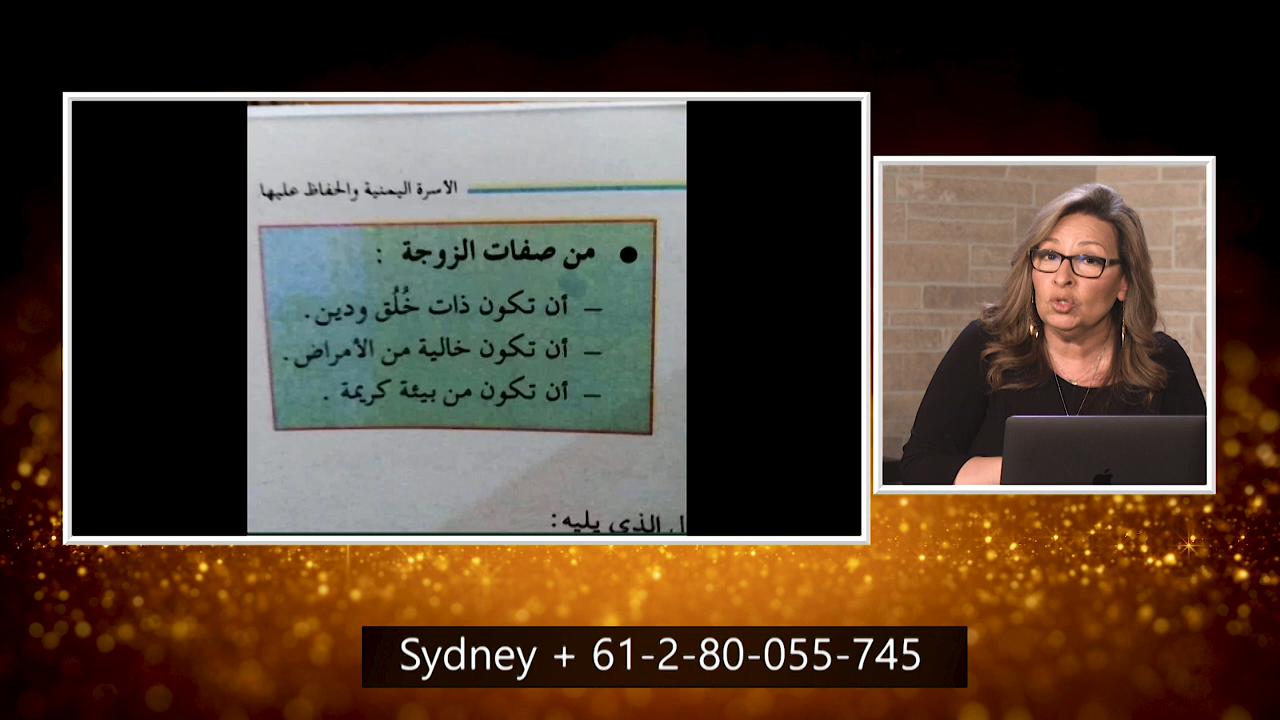 الأسرة اليمنية والحفاظ عليها
● من صفات الزوجة :
– أن تكون ذات خُلُق ودين.
– أن تكون خالية من الأمراض.
– أن تكون من بيئة كريمة .
الذي يليه:
Sydney + 61-2-80-055-745